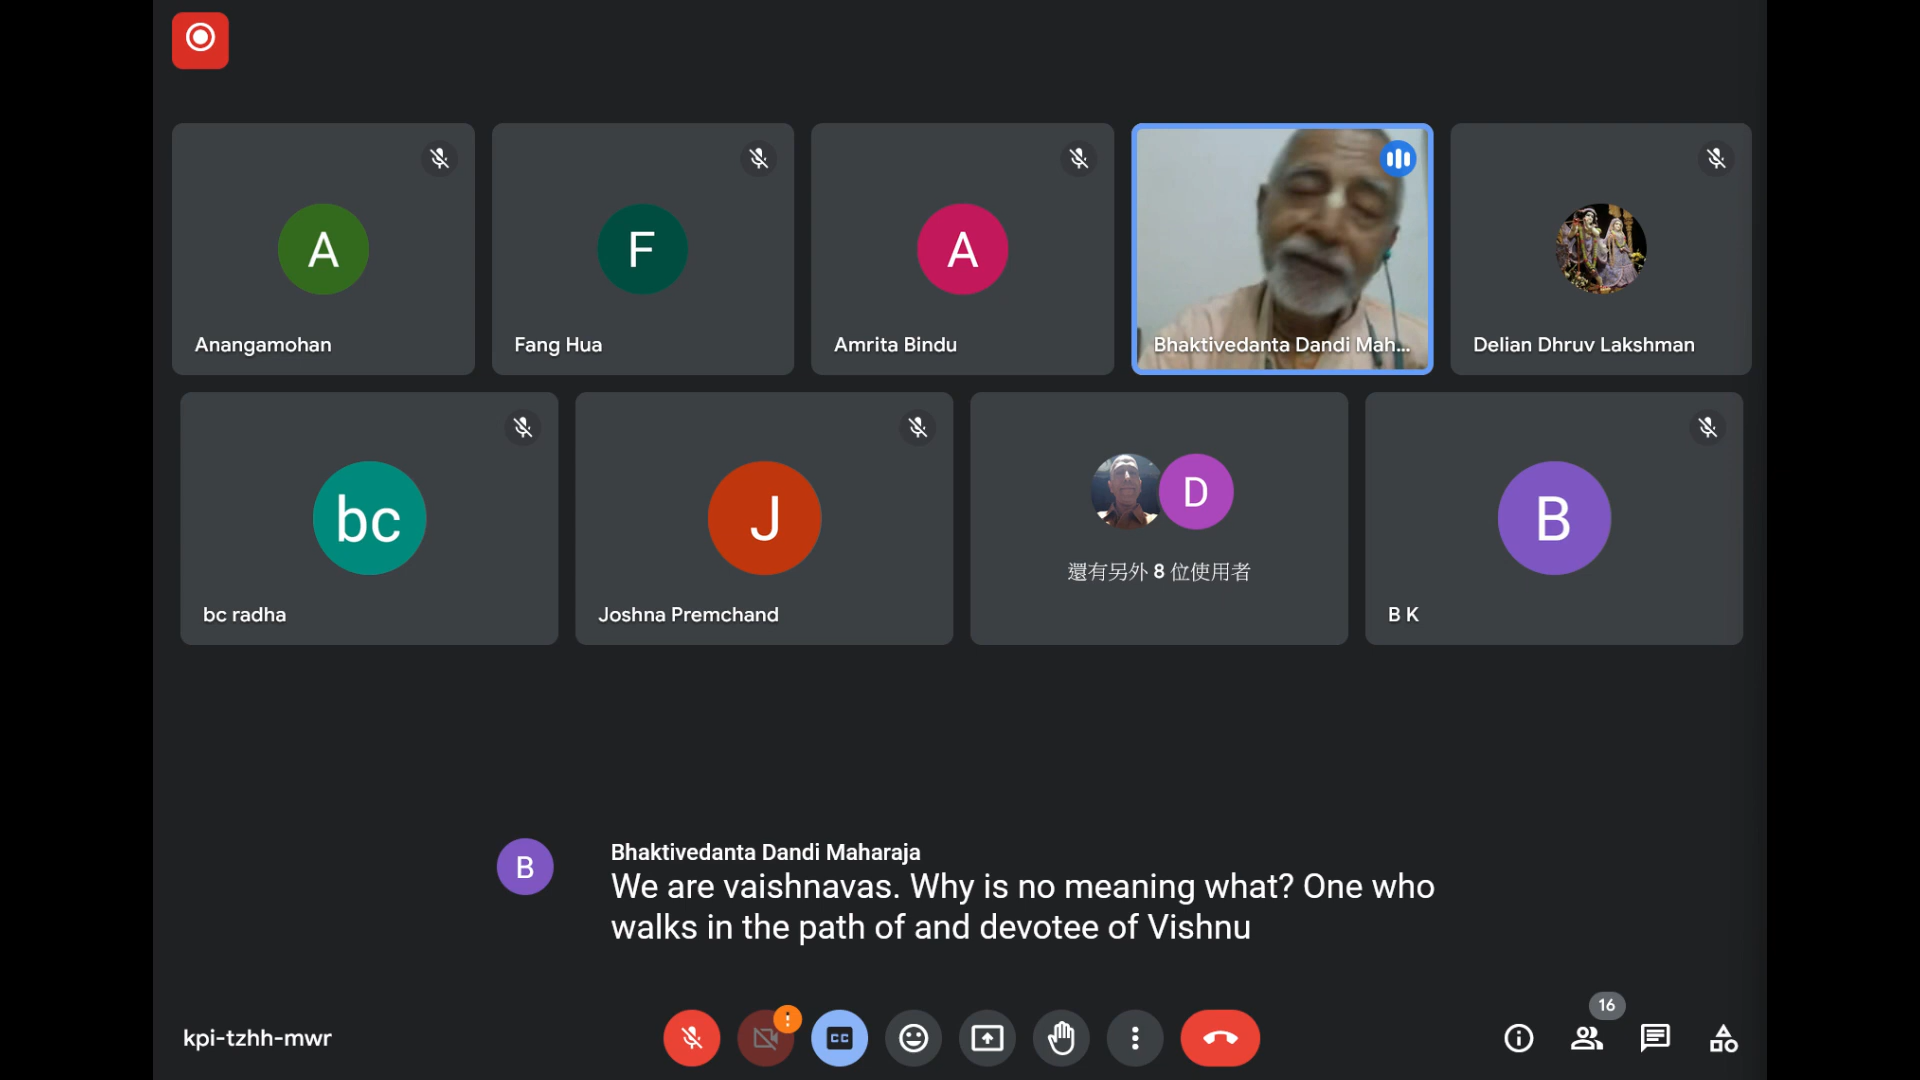 A
Anangamohan
F
Fang Hua
A
Amrita Bindu
Bhaktivedanta Dandi Mah...
Delian Dhruv Lakshman
bc
bc radha
J
Joshna Premchand
D
還有另外 8 位使用者
B
B K
B
Bhaktivedanta Dandi Maharaja
We are vaishnavas. Why is no meaning what? One who
walks in the path of and devotee of Vishnu
kpi-tzhh-mwr
CC
16